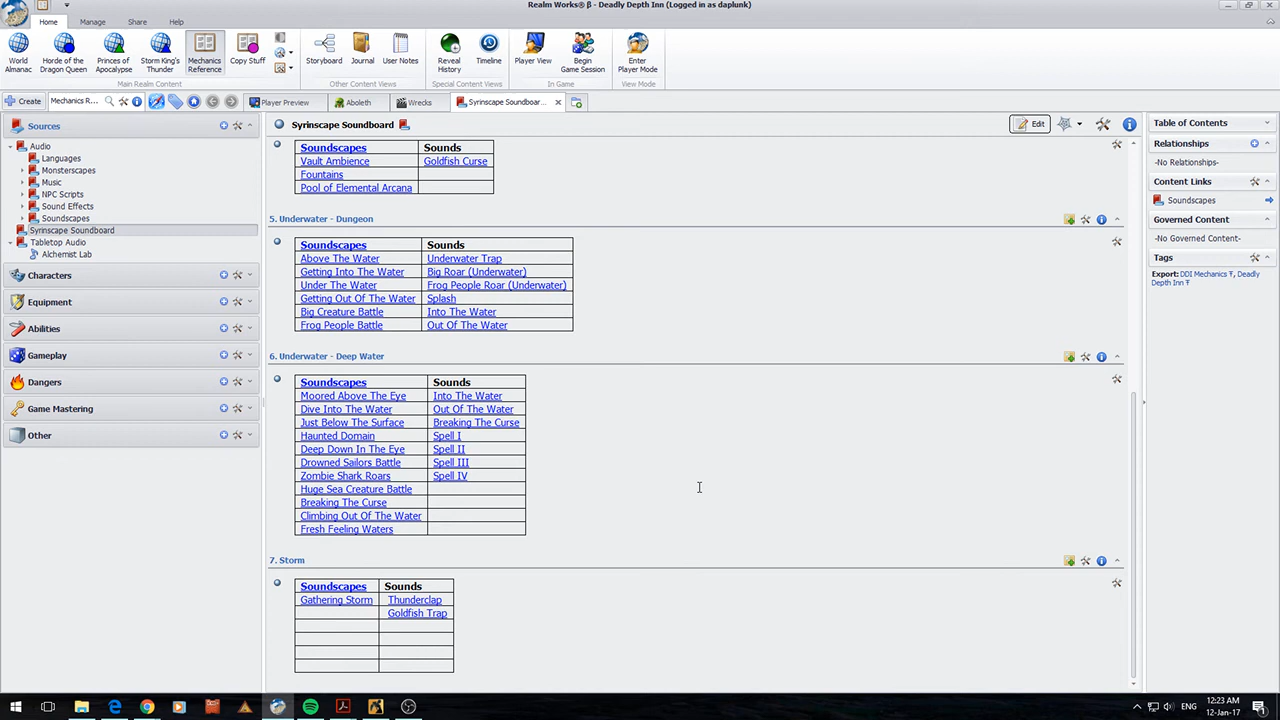 Realm Works® β - Deadly Depth Inn (Logged in as daplunk)
Home Manage Share Help
World Almanac
Horde of the Dragon Queen
Princes of Apocalypse
Storm King's Thunder
Mechanics Reference
Copy Stuff
Storyboard
Journal
User Notes
Reveal History
Timeline
Player View
Begin Game Session
Enter Player Mode
Main Realm Content
Other Content Views
Special Content Views
In Game
View Mode
Create
Mechanics R...
Player Preview
Aboleth
Wrecks
Syrinscape Soundboar...
Sources
Audio
Languages
Monsterscapes
Music
NPC Scripts
Sound Effects
Soundscapes
Syrinscape Soundboard
Tabletop Audio
Alchemist Lab
Characters
Equipment
Abilities
Gameplay
Dangers
Game Mastering
Other
Syrinscape Soundboard
Edit
Soundscapes Sounds
Vault Ambience Goldfish Curse
Fountains
Pool of Elemental Arcana
5. Underwater - Dungeon
Soundscapes Sounds
Above The Water Underwater Trap
Getting Into The Water Big Roar (Underwater)
Under The Water Frog People Roar (Underwater)
Getting Out Of The Water Splash
Big Creature Battle Into The Water
Frog People Battle Out Of The Water
6. Underwater - Deep Water
Soundscapes Sounds
Moored Above The Eye Into The Water
Dive Into The Water Out Of The Water
Just Below The Surface Breaking The Curse
Haunted Domain Spell I
Deep Down In The Eye Spell II
Drowned Sailors Battle Spell III
Zombie Shark Roars Spell IV
Huge Sea Creature Battle
Breaking The Curse
Climbing Out Of The Water
Fresh Feeling Waters
7. Storm
Soundscapes Sounds
Gathering Storm Thunderclap
Goldfish Trap
Table of Contents
Relationships
-No Relationships-
Content Links
Soundscapes
Governed Content
-No Governed Content-
Tags
Export: DDI Mechanics, Deadly
Depth Inn
ENG
12:23 AM
12-Jan-17